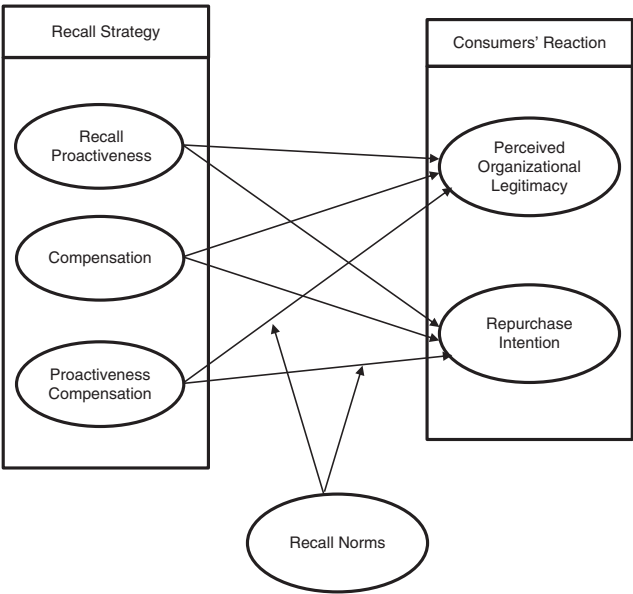 Recall Strategy
Consumers’ Reaction
Recall
Proactiveness
Perceived
Organizational
Legitimacy
Compensation
Repurchase
Intention
Proactiveness
Compensation
Recall Norms